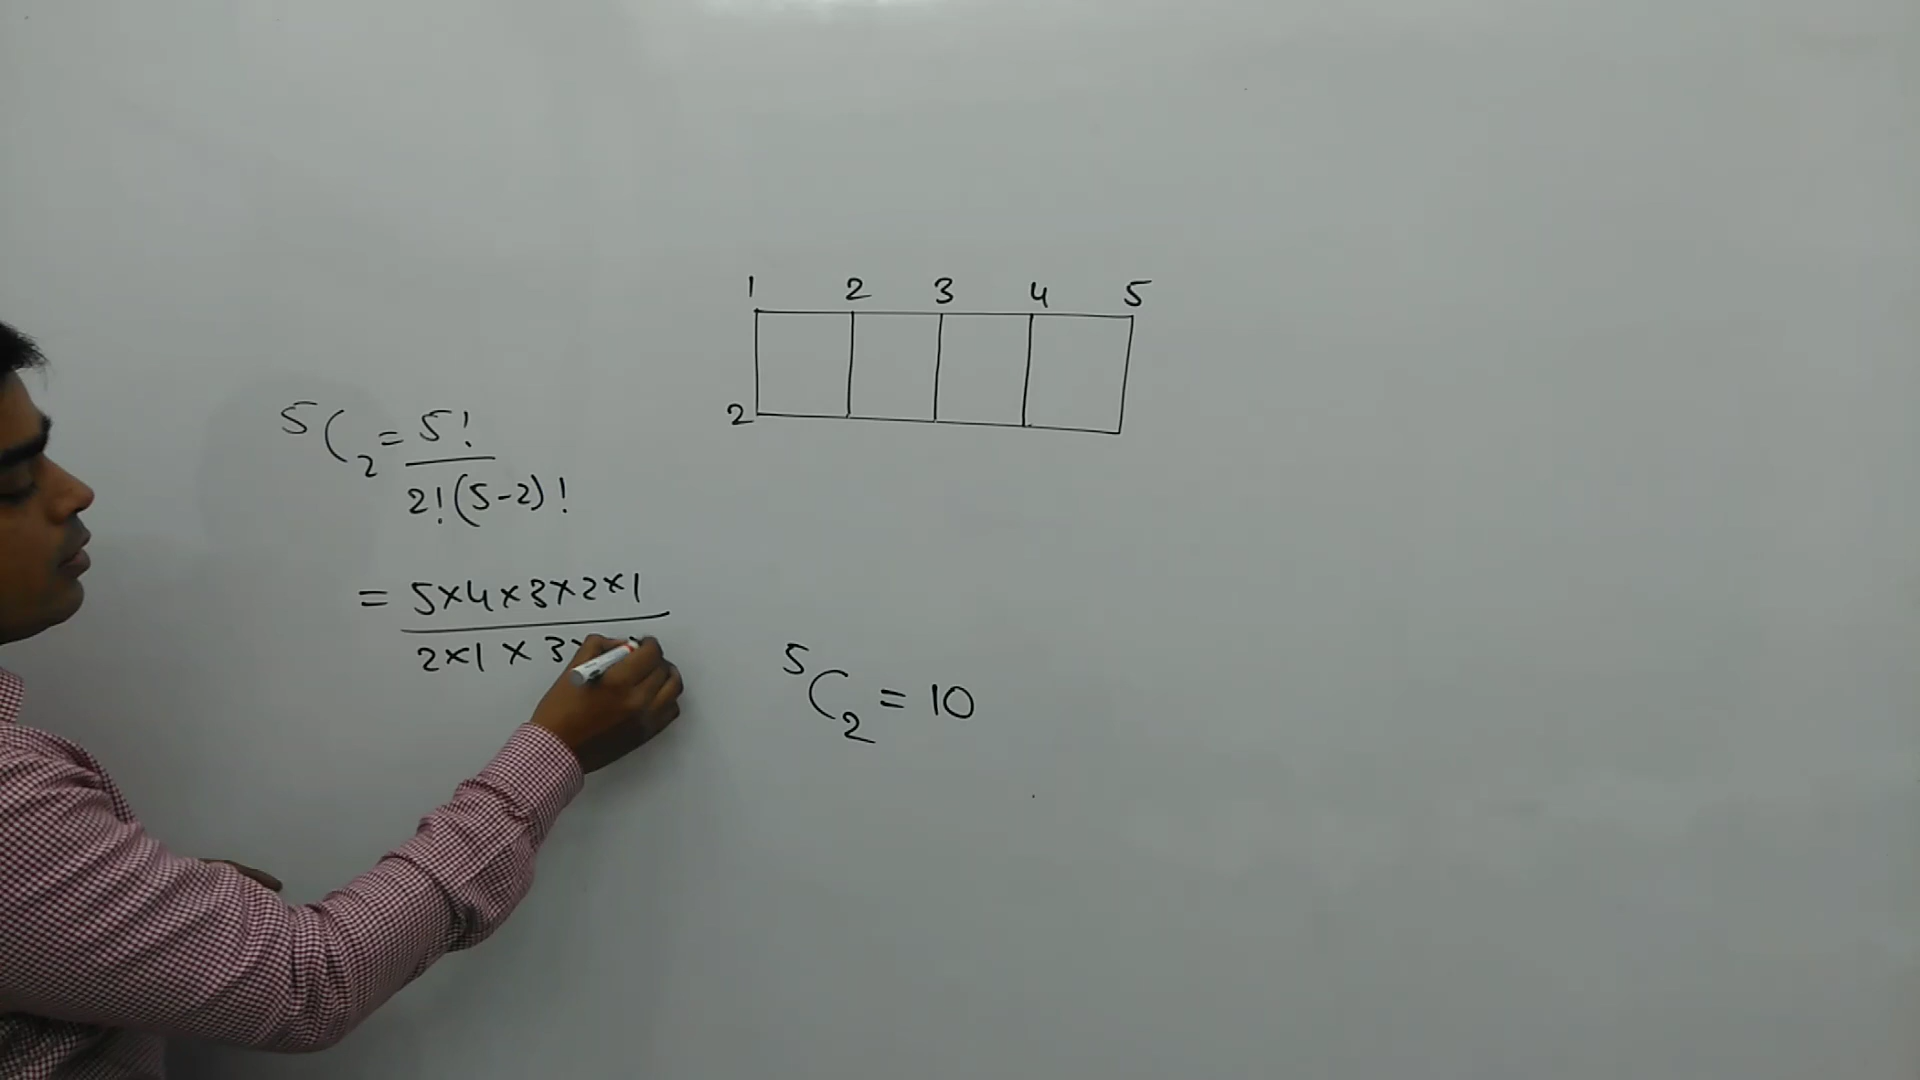 1 2 3 4 5
2
⁵C₂ = 5!
2!(5-2)!
= 5×4×3×2×1
2×1 × 3×
⁵C₂ = 10